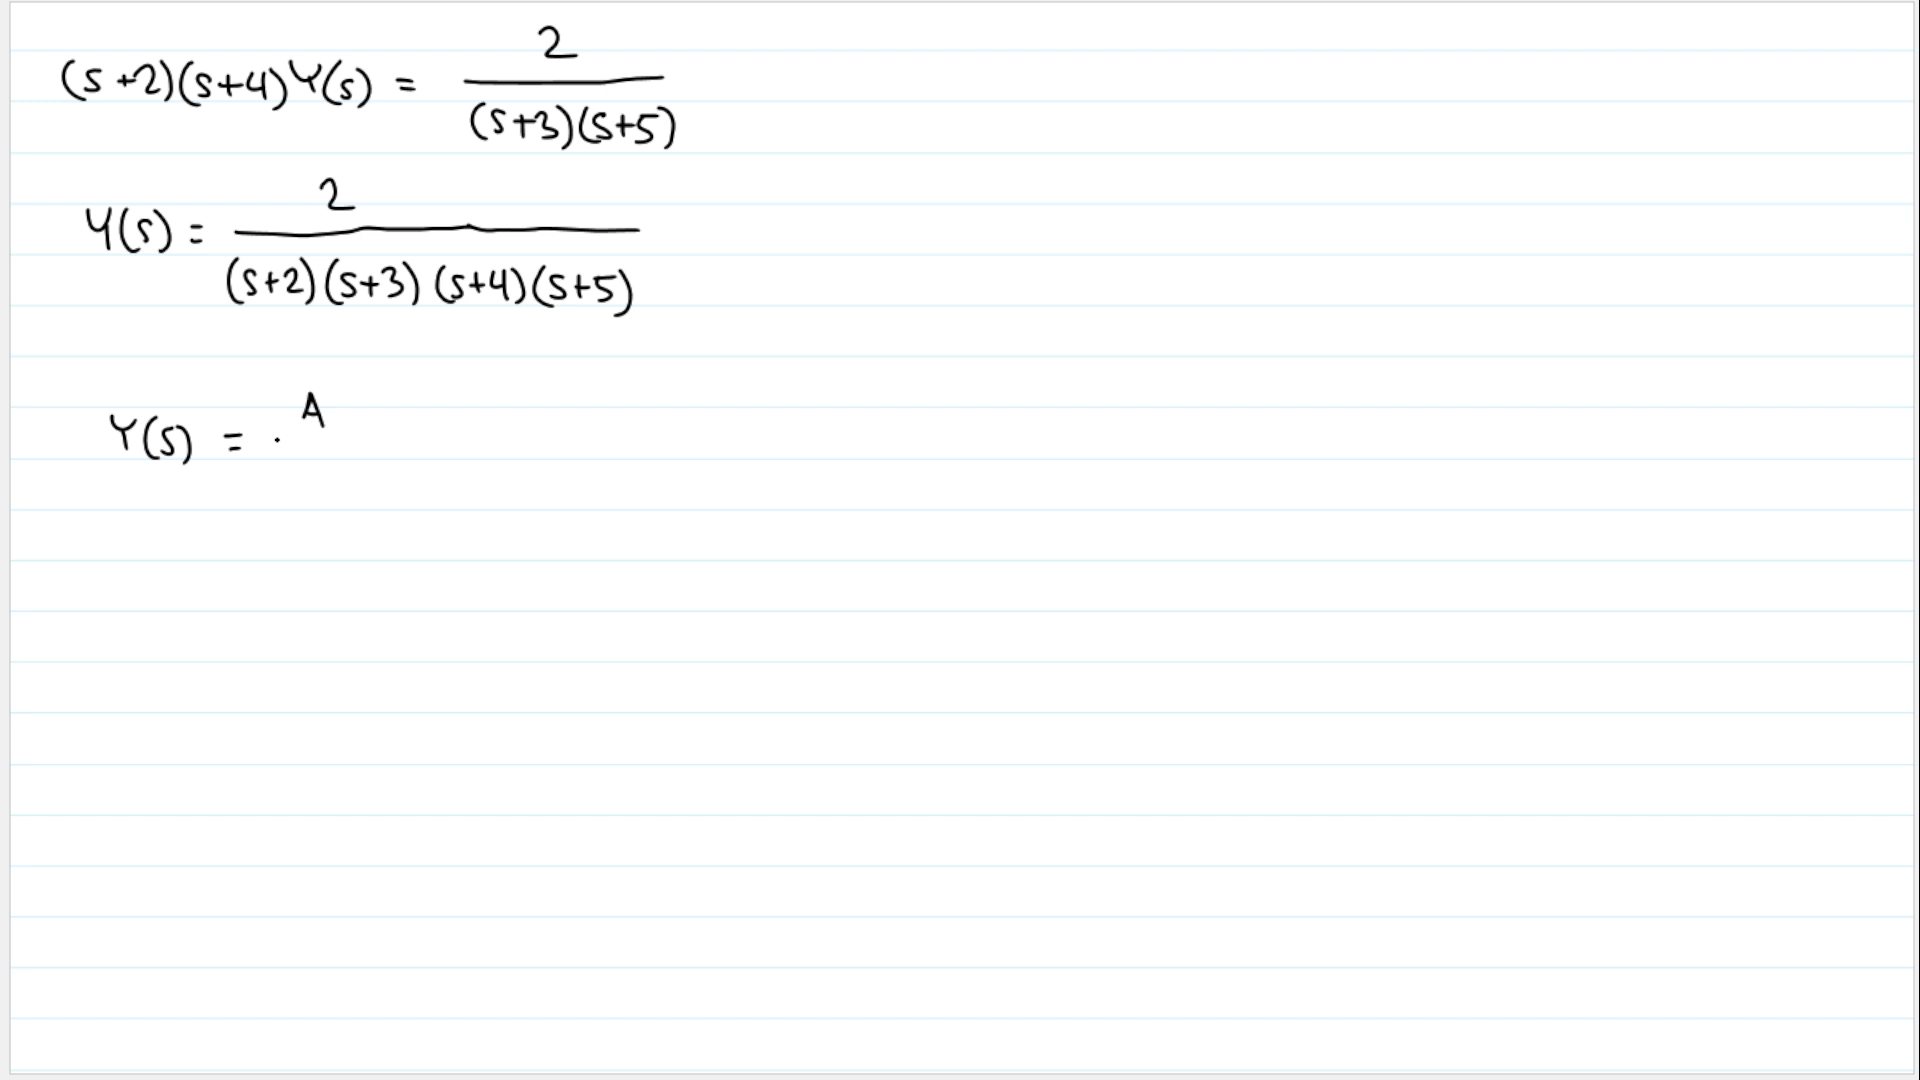 (s+2)(s+4)Y(s) = 2 / (s+3)(s+5)
Y(s) = 2 / (s+2)(s+3)(s+4)(s+5)
Y(s) = A